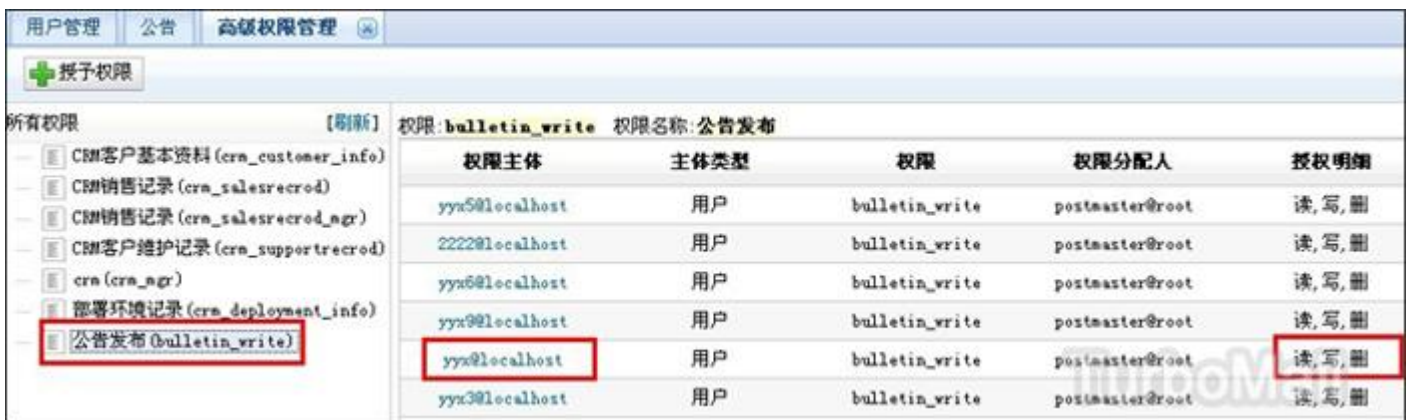 用户管理 公告 高级权限管理
授予权限
所有权限 [刷新]
CRM客户基本资料(crm_customer_info)
CRM销售记录(crm_salesrecrod)
CRM销售记录(crm_salesrecrod_mgr)
CRM客户维护记录(crm_supportrecrod)
crm(crm_mgr)
部署环境记录(crm_deployment_info)
公告发布(bulletin_write)
权限:bulletin_write 权限名称:公告发布
权限主体 主体类型 权限 权限分配人 授权明细
yyx5@localhost 用户 bulletin_write postmaster@root 读,写,删
2222@localhost 用户 bulletin_write postmaster@root 读,写,删
yyx6@localhost 用户 bulletin_write postmaster@root 读,写,删
yyx9@localhost 用户 bulletin_write postmaster@root 读,写,删
yyx@localhost 用户 bulletin_write postmaster@root 读,写,删
yyx3@localhost 用户 bulletin_write postmaster@root 读,写,删
TurboMail